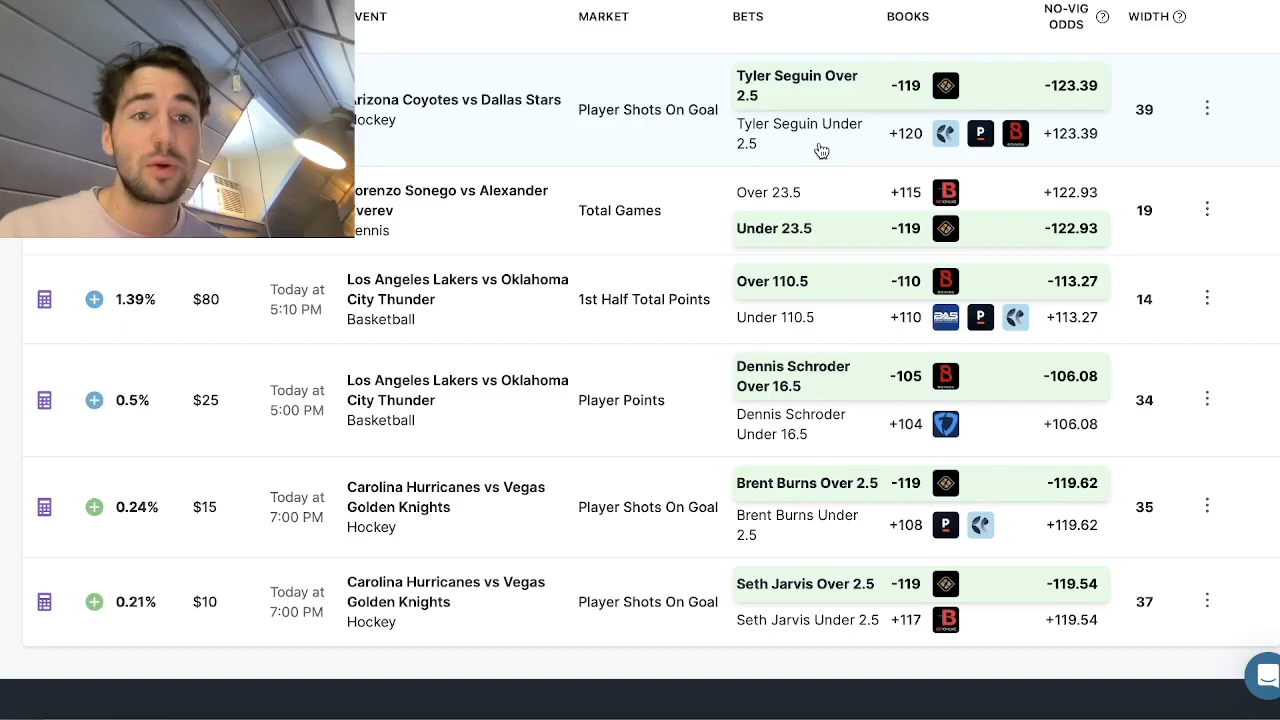 VENT
MARKET
BETS
BOOKS
NO-VIG
ODDS
?
WIDTH ?
Arizona Coyotes vs Dallas Stars
Hockey
Player Shots On Goal
Tyler Seguin Over
2.5
-119
-123.39
Tyler Seguin Under
2.5
+120
P
B
BOVADA
+123.39
39
orenzo Sonego vs Alexander
verev
ennis
Total Games
Over 23.5
+115
B
BETONLINE
+122.93
Under 23.5
-119
-122.93
19
1.39%
$80
Today at
5:10 PM
Los Angeles Lakers vs Oklahoma
City Thunder
Basketball
1st Half Total Points
Over 110.5
-110
B
BOVADA
-113.27
Under 110.5
+110
BAS
P
+113.27
14
0.5%
$25
Today at
5:00 PM
Los Angeles Lakers vs Oklahoma
City Thunder
Basketball
Player Points
Dennis Schroder
Over 16.5
-105
B
BOVADA
-106.08
Dennis Schroder
Under 16.5
+104
+106.08
34
0.24%
$15
Today at
7:00 PM
Carolina Hurricanes vs Vegas
Golden Knights
Hockey
Player Shots On Goal
Brent Burns Over 2.5
-119
-119.62
Brent Burns Under
2.5
+108
P
+119.62
35
0.21%
$10
Today at
7:00 PM
Carolina Hurricanes vs Vegas
Golden Knights
Hockey
Player Shots On Goal
Seth Jarvis Over 2.5
-119
-119.54
Seth Jarvis Under 2.5
+117
B
BETONLINE
+119.54
37